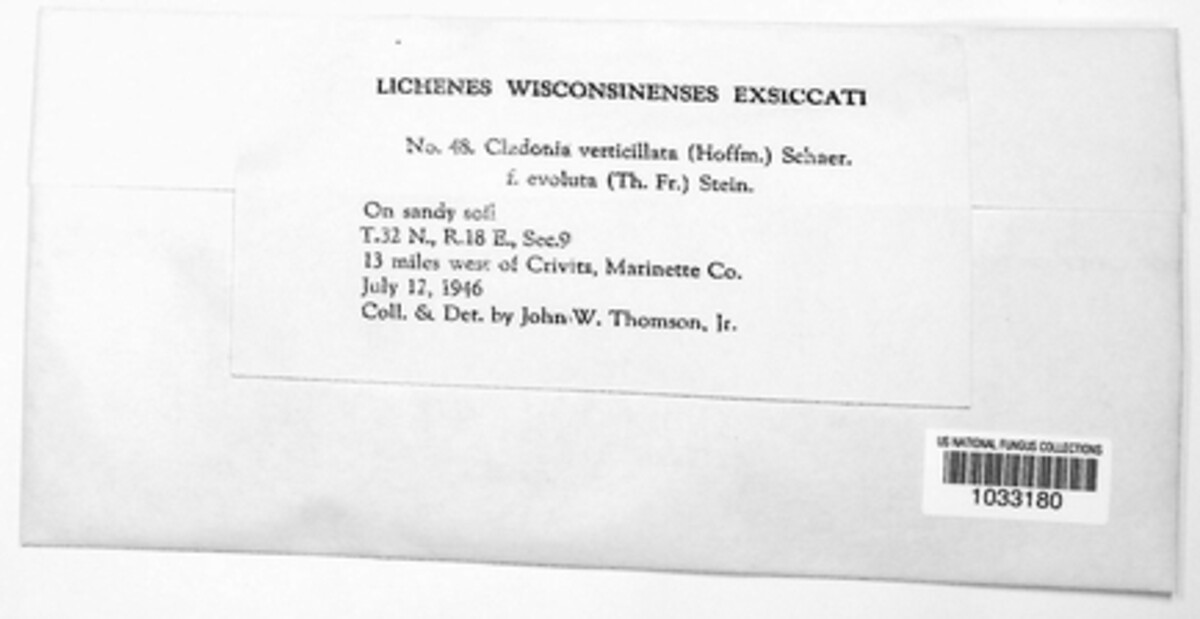 LICHENES WISCONSINENSES EXSICCATI
No. 48. Cladonia verticillata (Hoffm.) Schaer.
f. evoluta (Th. Fr.) Stein.
On sandy soil
T.32 N., R.18 E., Sec.9
13 miles west of Crivitz, Marinette Co.
July 12, 1946
Coll. & Det. by John W. Thomson, Jr.
US NATIONAL FUNGUS COLLECTIONS
1033180